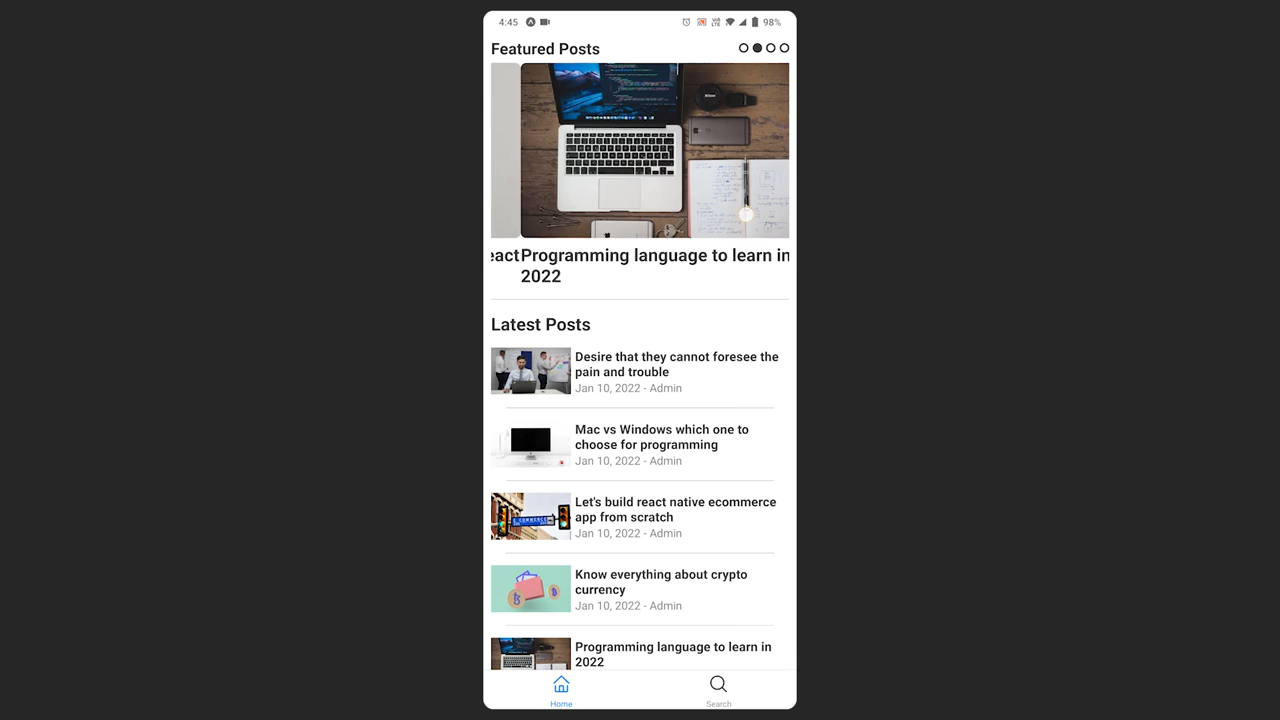 4:45
98%
Featured Posts
eact Programming language to learn in
2022
Latest Posts
Desire that they cannot foresee the
pain and trouble
Jan 10, 2022 - Admin
Mac vs Windows which one to
choose for programming
Jan 10, 2022 - Admin
Let's build react native ecommerce
app from scratch
Jan 10, 2022 - Admin
Know everything about crypto
currency
Jan 10, 2022 - Admin
Programming language to learn in
2022
Home
Search